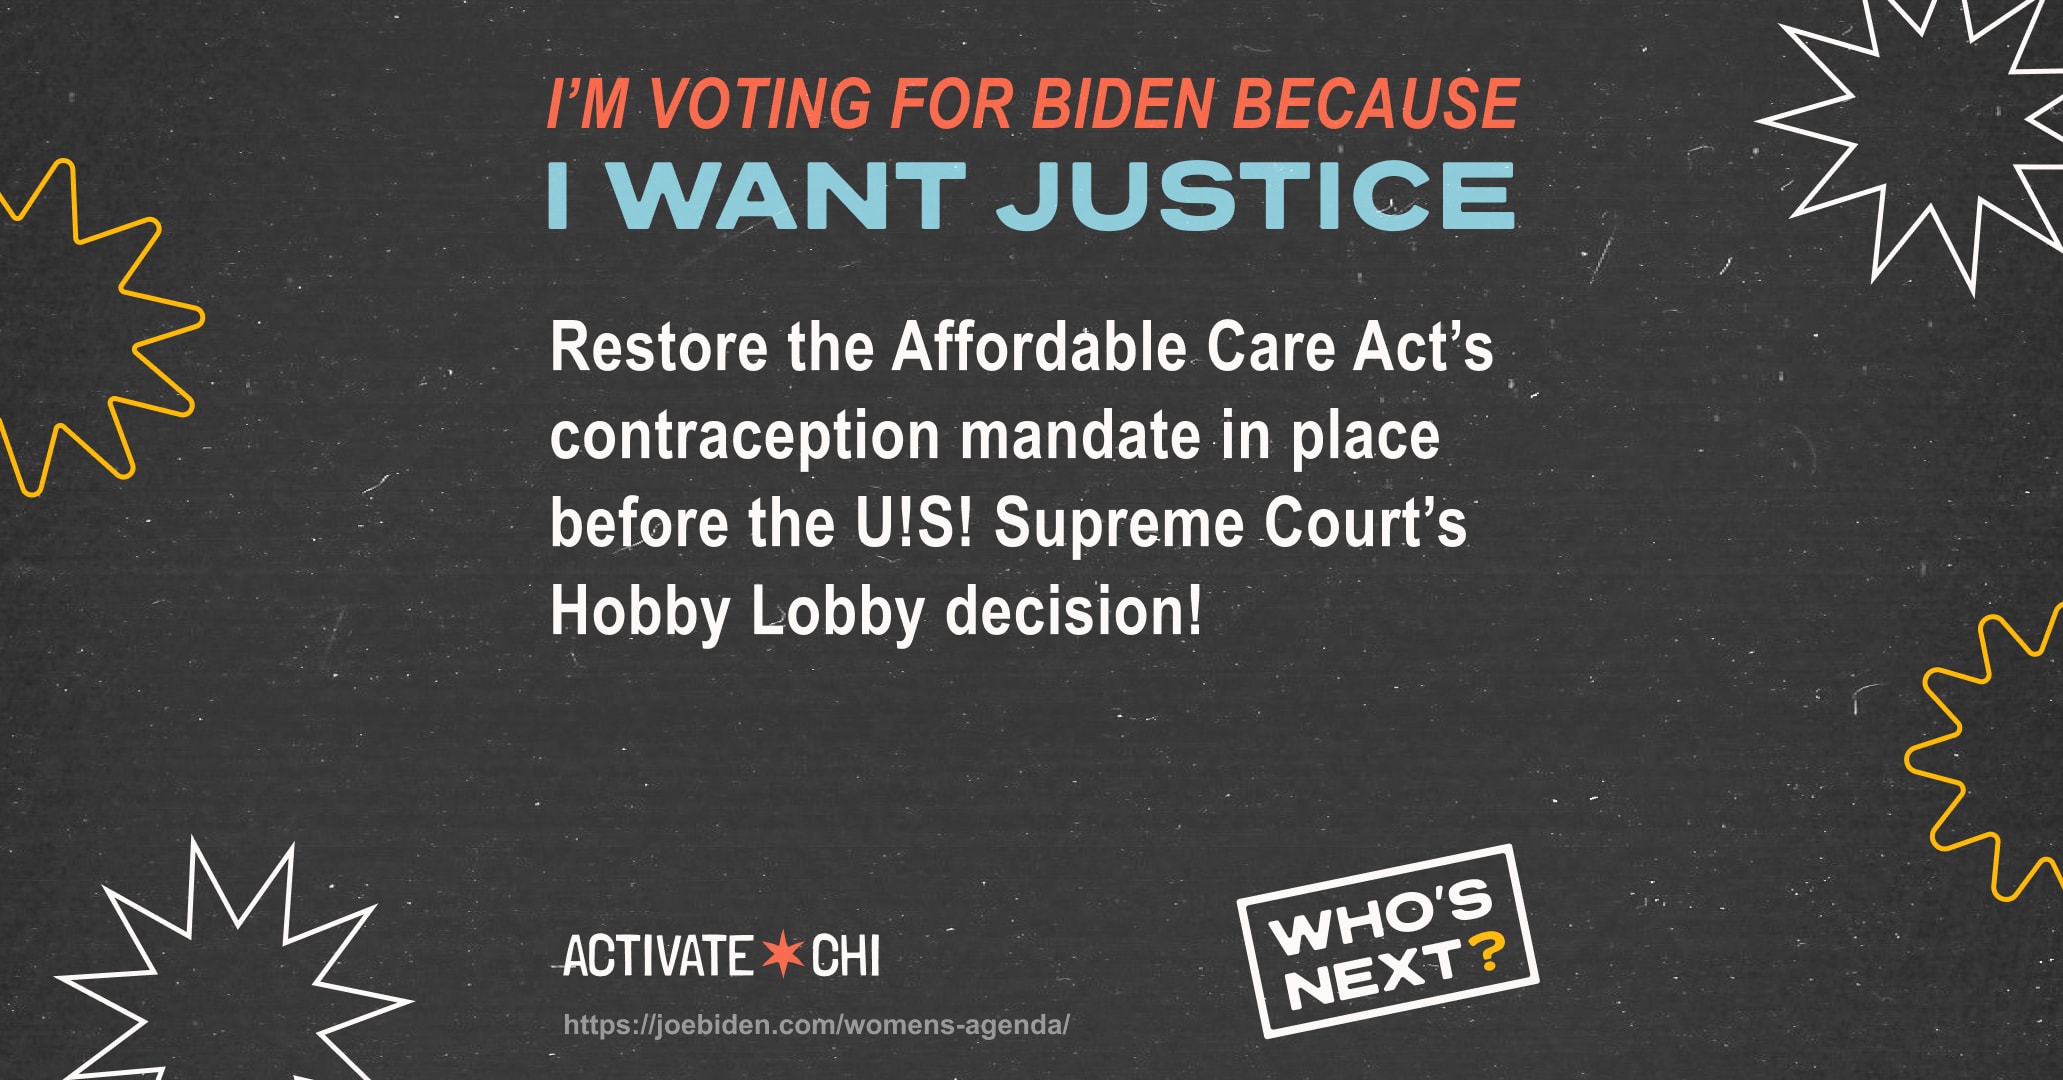 I’M VOTING FOR BIDEN BECAUSE
I WANT JUSTICE
Restore the Affordable Care Act’s
contraception mandate in place
before the U!S! Supreme Court’s
Hobby Lobby decision!
ACTIVATE CHI
https://joebiden.com/womens-agenda/
WHO’S
NEXT?